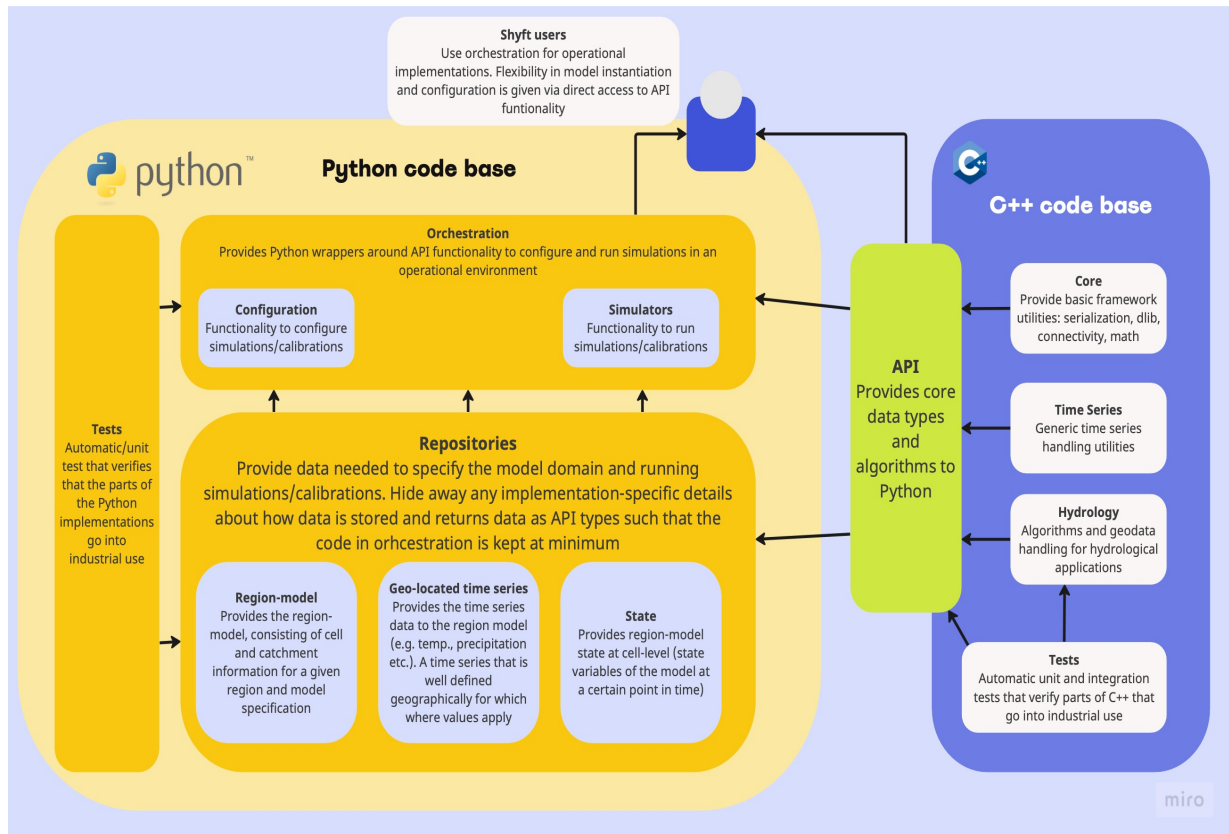 Shyft users
Use orchestration for operational
implementations. Flexibility in model instantiation
and configuration is given via direct access to API
funtionality
python™
Python code base
C++
C++ code base
Orchestration
Provides Python wrappers around API functionality to configure and run simulations in an
operational environment
Configuration
Functionality to configure
simulations/calibrations
Simulators
Functionality to run
simulations/calibrations
Tests
Automatic/unit
test that verifies
that the parts of
the Python
implementations
go into
industrial use
Repositories
Provide data needed to specify the model domain and running
simulations/calibrations. Hide away any implementation-specific details
about how data is stored and returns data as API types such that the
code in orhcestration is kept at minimum
Region-model
Provides the region-
model, consisting of cell
and catchment
information for a given
region and model
specification
Geo-located time series
Provides the time series
data to the region model
(e.g. temp., precipitation
etc.). A time series that is
well defined
geographically for which
where values apply
State
Provides region-model
state at cell-level (state
variables of the model at
a certain point in time)
API
Provides core
data types
and
algorithms to
Python
Core
Provide basic framework
utilities: serialization, dlib,
connectivity, math
Time Series
Generic time series
handling utilities
Hydrology
Algorithms and geodata
handling for hydrological
applications
Tests
Automatic unit and integration
tests that verify parts of C++ that
go into industrial use
miro